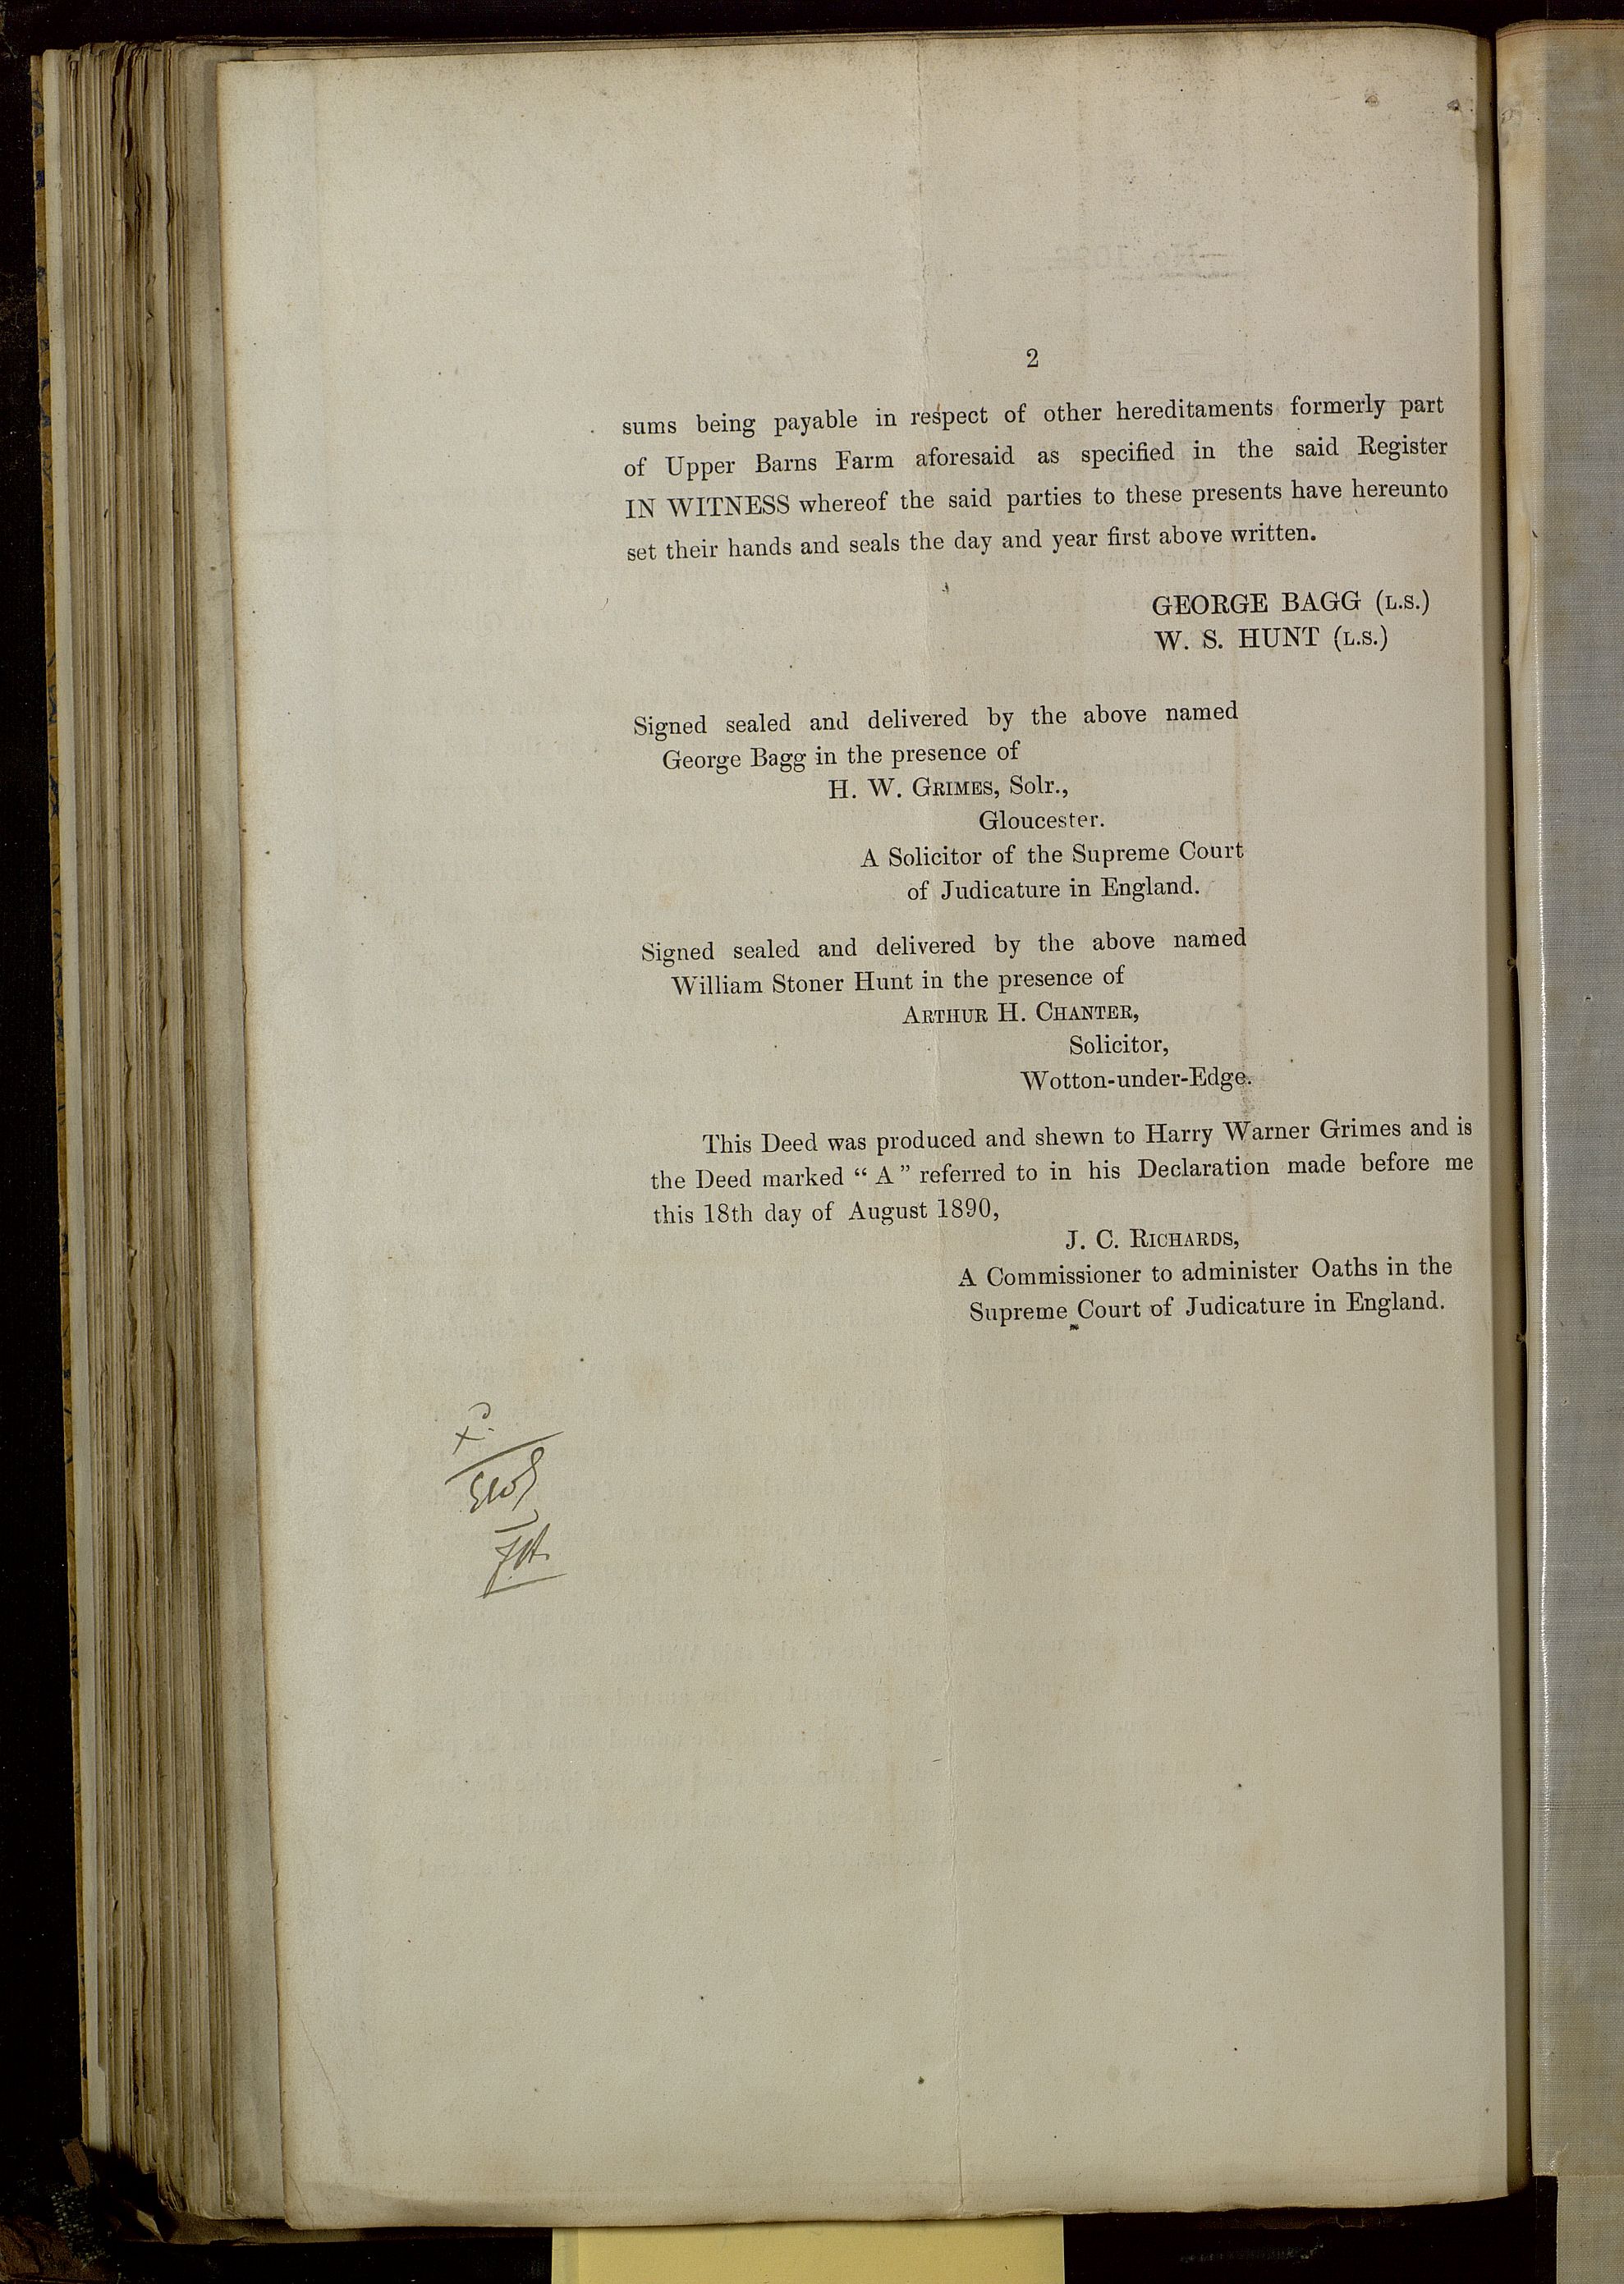 2
sums being payable in respect of other hereditaments formerly part
of Upper Barns Farm aforesaid as specified in the said Register
IN WITNESS whereof the said parties to these presents have hereunto
set their hands and seals the day and year first above written.
GEORGE BAGG (L.S.)
W. S. HUNT (L.S.)
Signed sealed and delivered by the above named
George Bagg in the presence of
H. W. GRIMES, Solr.,
Gloucester.
A Solicitor of the Supreme Court
of Judicature in England.
Signed sealed and delivered by the above named
William Stoner Hunt in the presence of
ARTHUR H. CHANTER,
Solicitor,
Wotton-under-Edge.
This Deed was produced and shewn to Harry Warner Grimes and is
the Deed marked “ A ” referred to in his Declaration made before me
this 18th day of August 1890,
J. C. RICHARDS,
A Commissioner to administer Oaths in the
Supreme Court of Judicature in England.